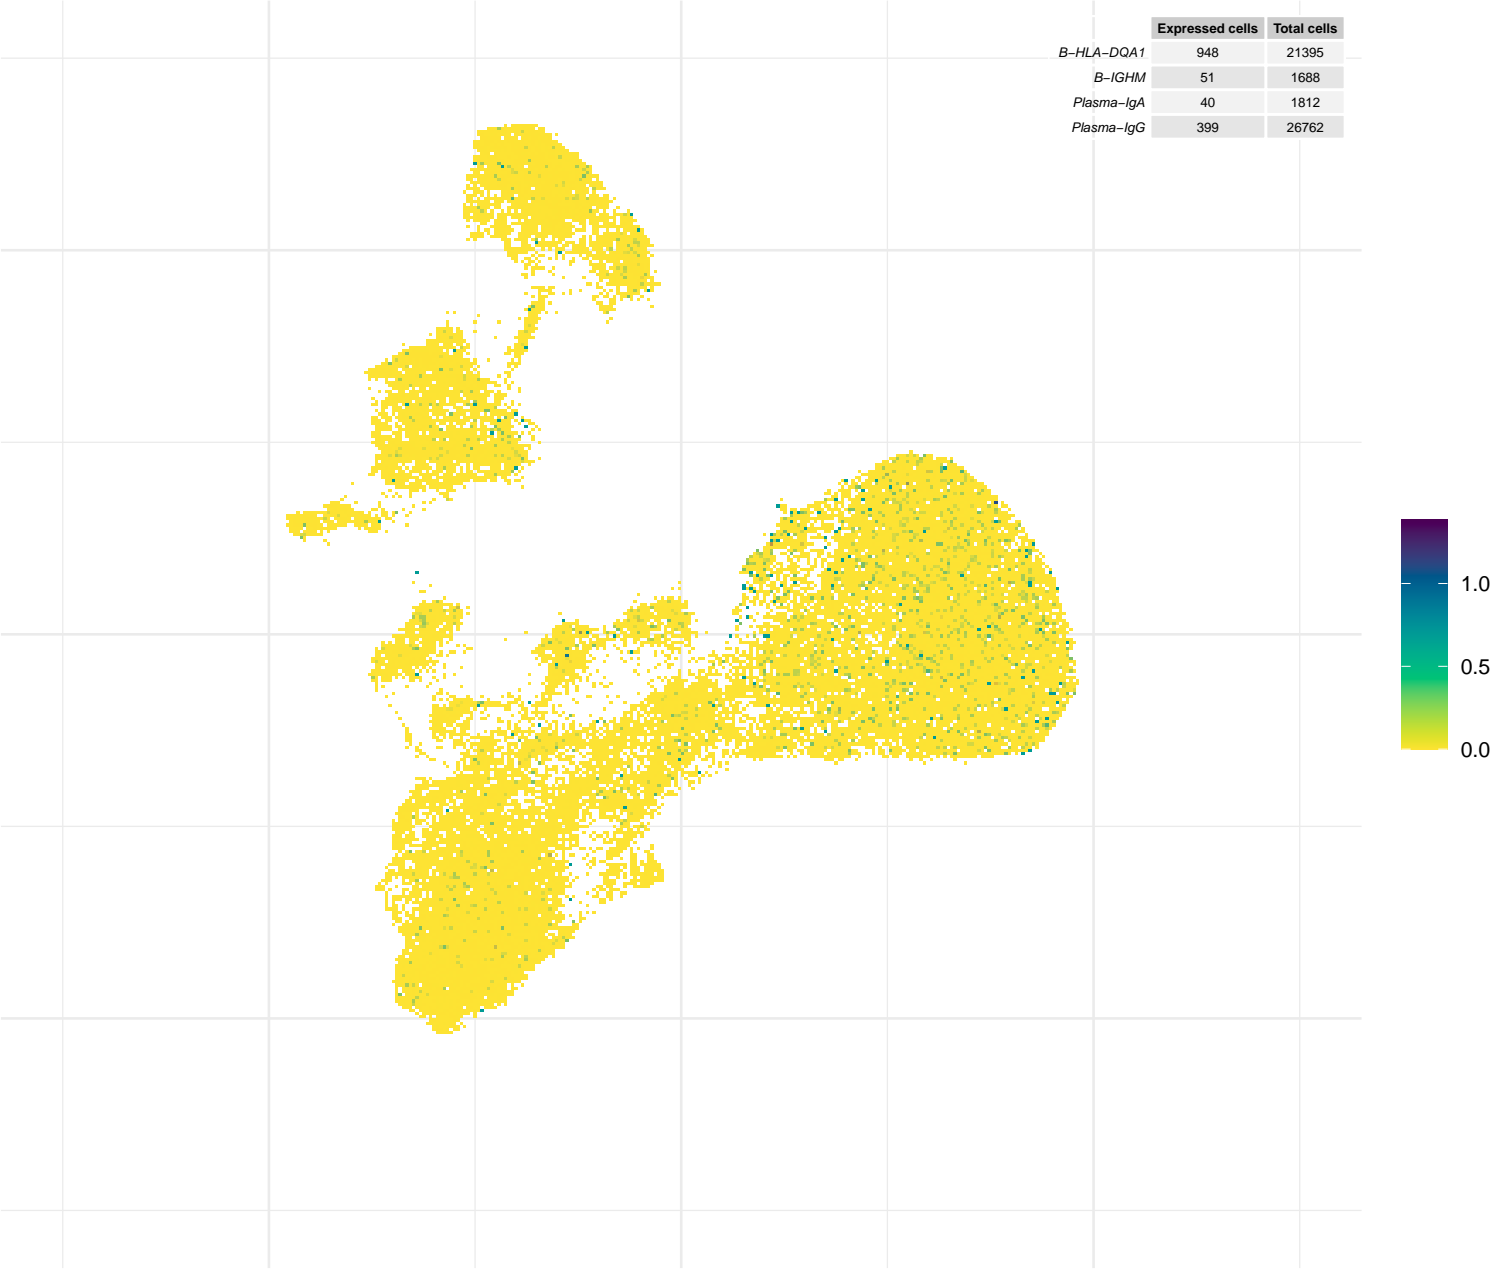 Expressed cells Total cells
B−HLA−DQA1 948 21395
B−IGHM 51 1688
Plasma−IgA 40 1812
Plasma−IgG 399 26762
1.0
0.5
0.0